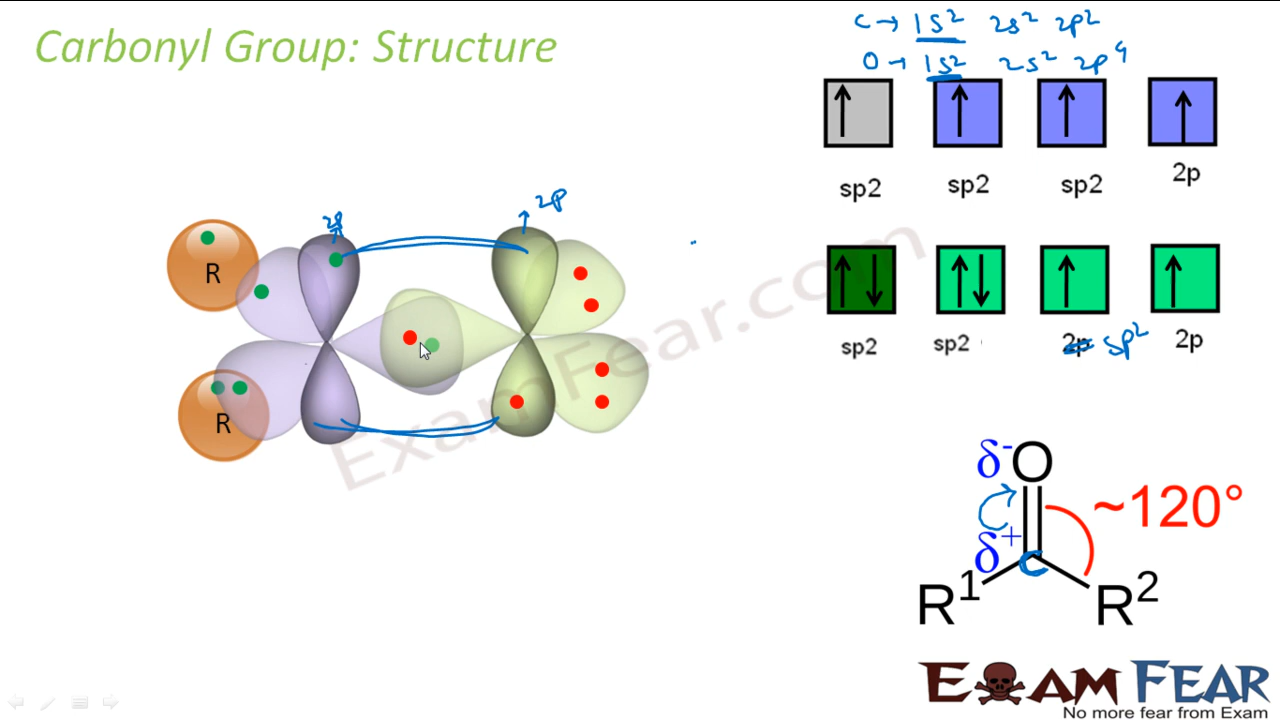 Carbonyl Group: Structure
C → 1S² 2s² 2p²
O → 1S² 2s² 2p⁴
sp2 sp2 sp2 2p
sp2 sp2 2p sp² 2p
2p 2p
R
R
ExamFear.com
δ⁻ O
~120°
δ⁺ C
R¹ R²
EXAM FEAR
No more fear from Exam